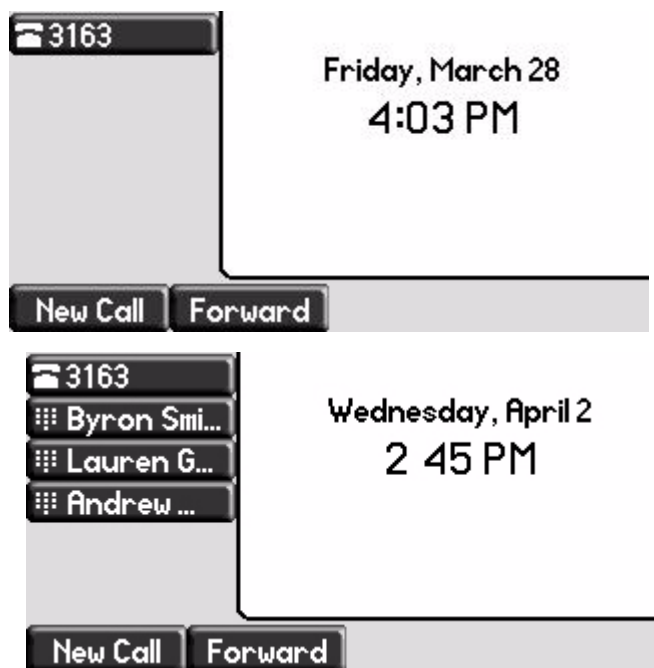 3163
Friday, March 28
4:03 PM
New Call Forward
3163
Byron Smi...
Lauren G...
Andrew ...
Wednesday, April 2
2 45 PM
New Call Forward